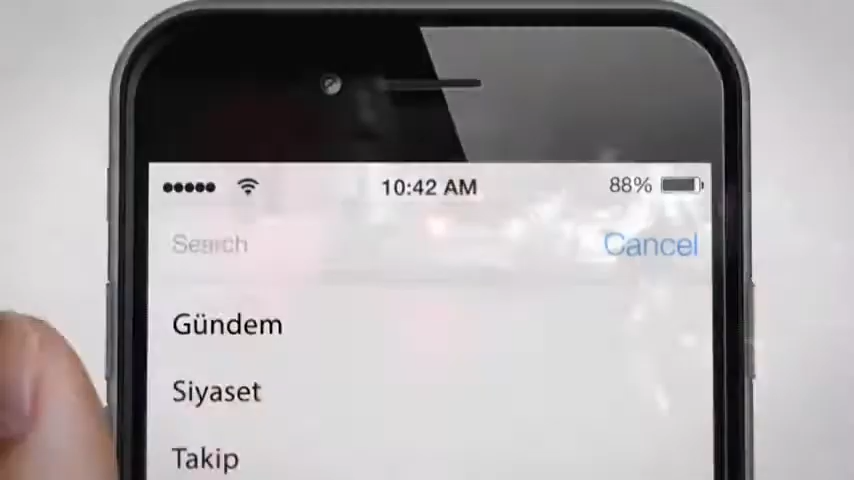 10:42 AM 88%
Search Cancel
Gündem
Siyaset
Takip